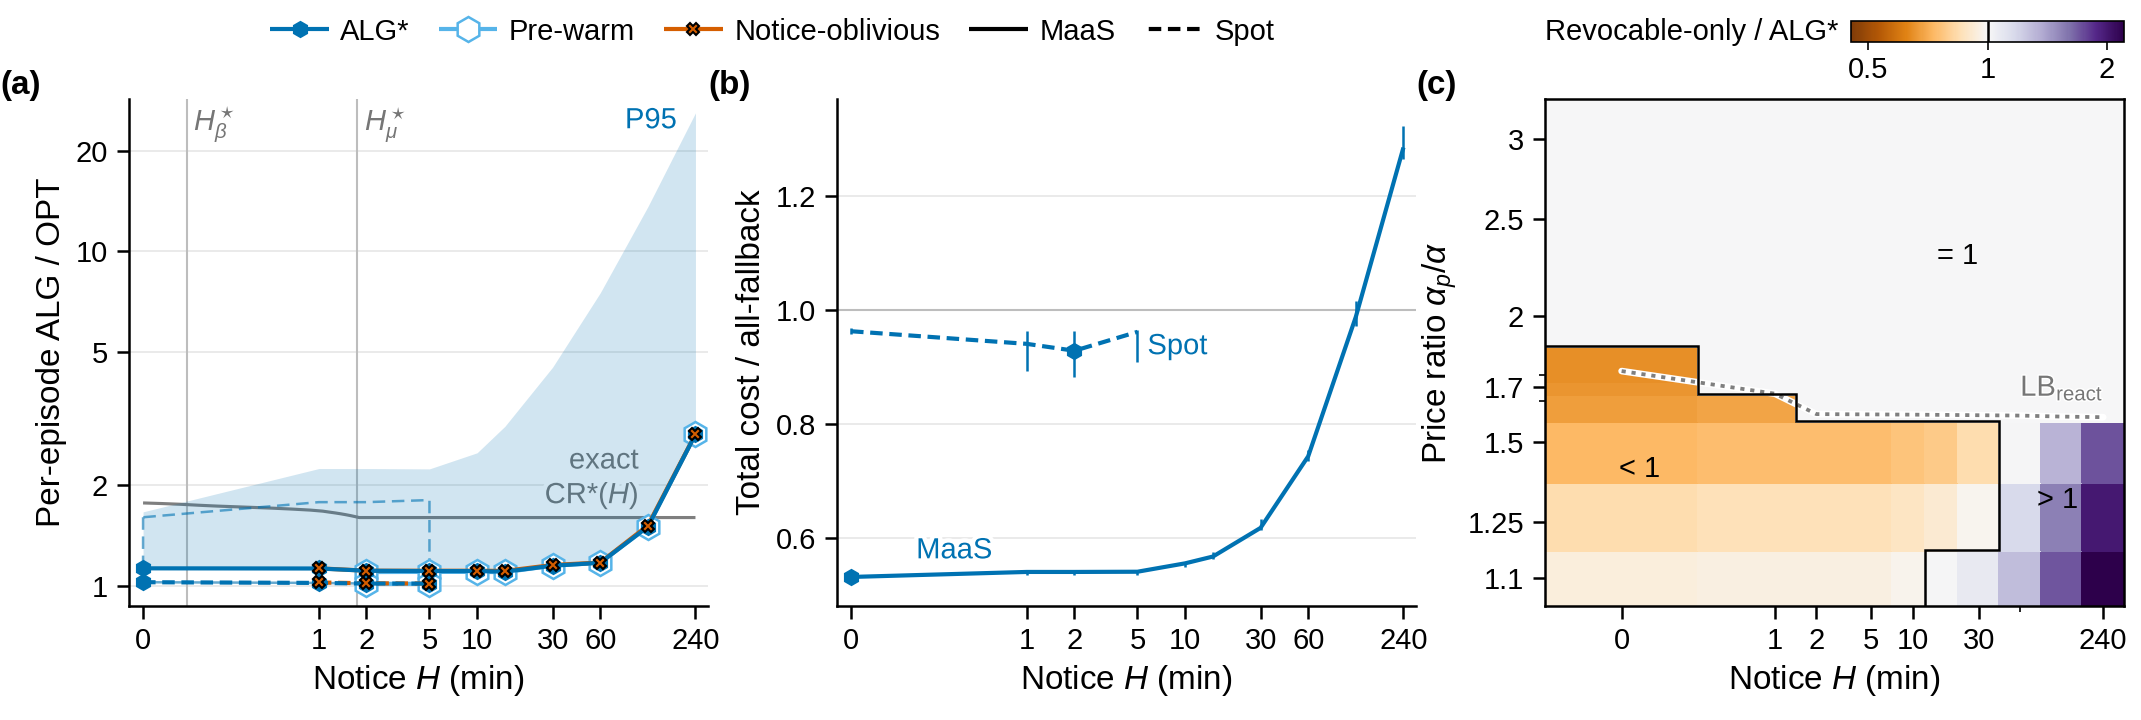 ALG* Pre-warm Notice-oblivious MaaS Spot
Revocable-only / ALG*
0.5 1 2
(a)
Per-episode ALG / OPT
20
10
5
2
1
H⋆β
H⋆μ
P95
exact
CR*(H)
0 1 2 5 10 30 60 240
Notice H (min)
(b)
Total cost / all-fallback
1.2
1.0
0.8
0.6
Spot
MaaS
0 1 2 5 10 30 60 240
Notice H (min)
(c)
Price ratio αp/α
3
2.5
2
1.7
1.5
1.25
1.1
= 1
LBreact
< 1
> 1
0 1 2 5 10 30 240
Notice H (min)